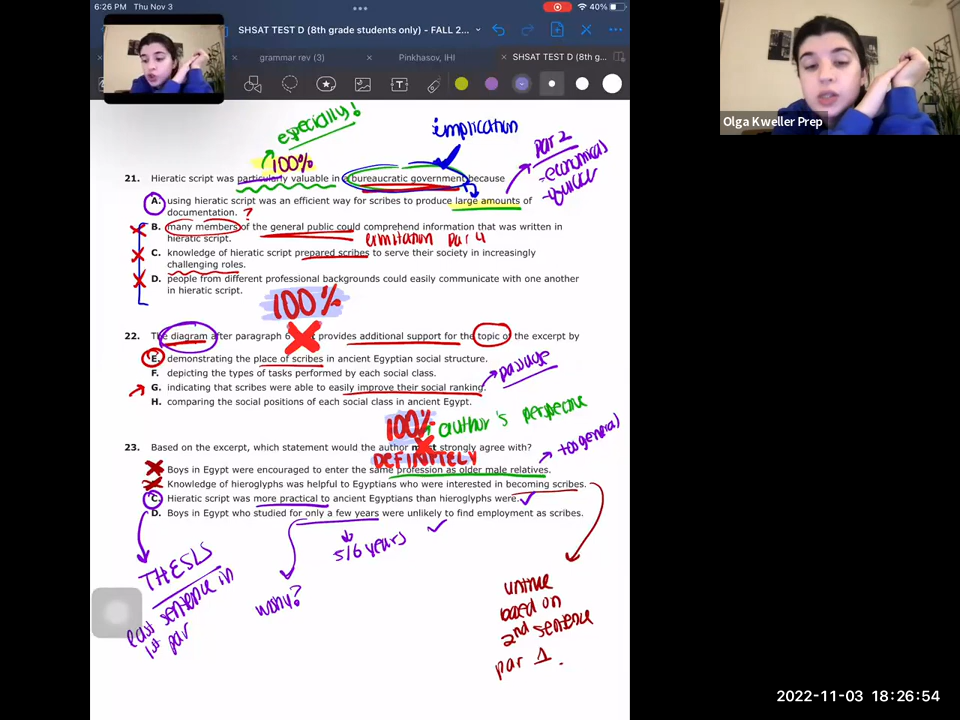 6:26 PM Thu Nov 3
40%
SHSAT TEST D (8th grade students only) - FALL 2...
grammar rev (3)
Pinkhasov, IHI
SHSAT TEST D (8th g...
Olga Kweller Prep
especially!
implication
100%
par 2
-economical
-quicker
21. Hieratic script was particularly valuable in a bureaucratic government because
A. using hieratic script was an efficient way for scribes to produce large amounts of
documentation. ?
B. many members of the general public could comprehend information that was written in
hieratic script.
limitation par 4
C. knowledge of hieratic script prepared scribes to serve their society in increasingly
challenging roles.
D. people from different professional backgrounds could easily communicate with one another
in hieratic script.
100%
22. The diagram after paragraph 6 provides additional support for the topic of the excerpt by
E. demonstrating the place of scribes in ancient Egyptian social structure.
F. depicting the types of tasks performed by each social class.
G. indicating that scribes were able to easily improve their social ranking.
passage
H. comparing the social positions of each social class in ancient Egypt.
100%
author's perspective
23. Based on the excerpt, which statement would the author most strongly agree with?
DEFINITELY
too general
Boys in Egypt were encouraged to enter the same profession as older male relatives.
Knowledge of hieroglyphs was helpful to Egyptians who were interested in becoming scribes.
C. Hieratic script was more practical to ancient Egyptians than hieroglyphs were.
D. Boys in Egypt who studied for only a few years were unlikely to find employment as scribes.
5/6 years
THESIS
last sentence in
1st par
why?
untrue
based on
2nd sentence
par 1.
2022-11-03 18:26:54